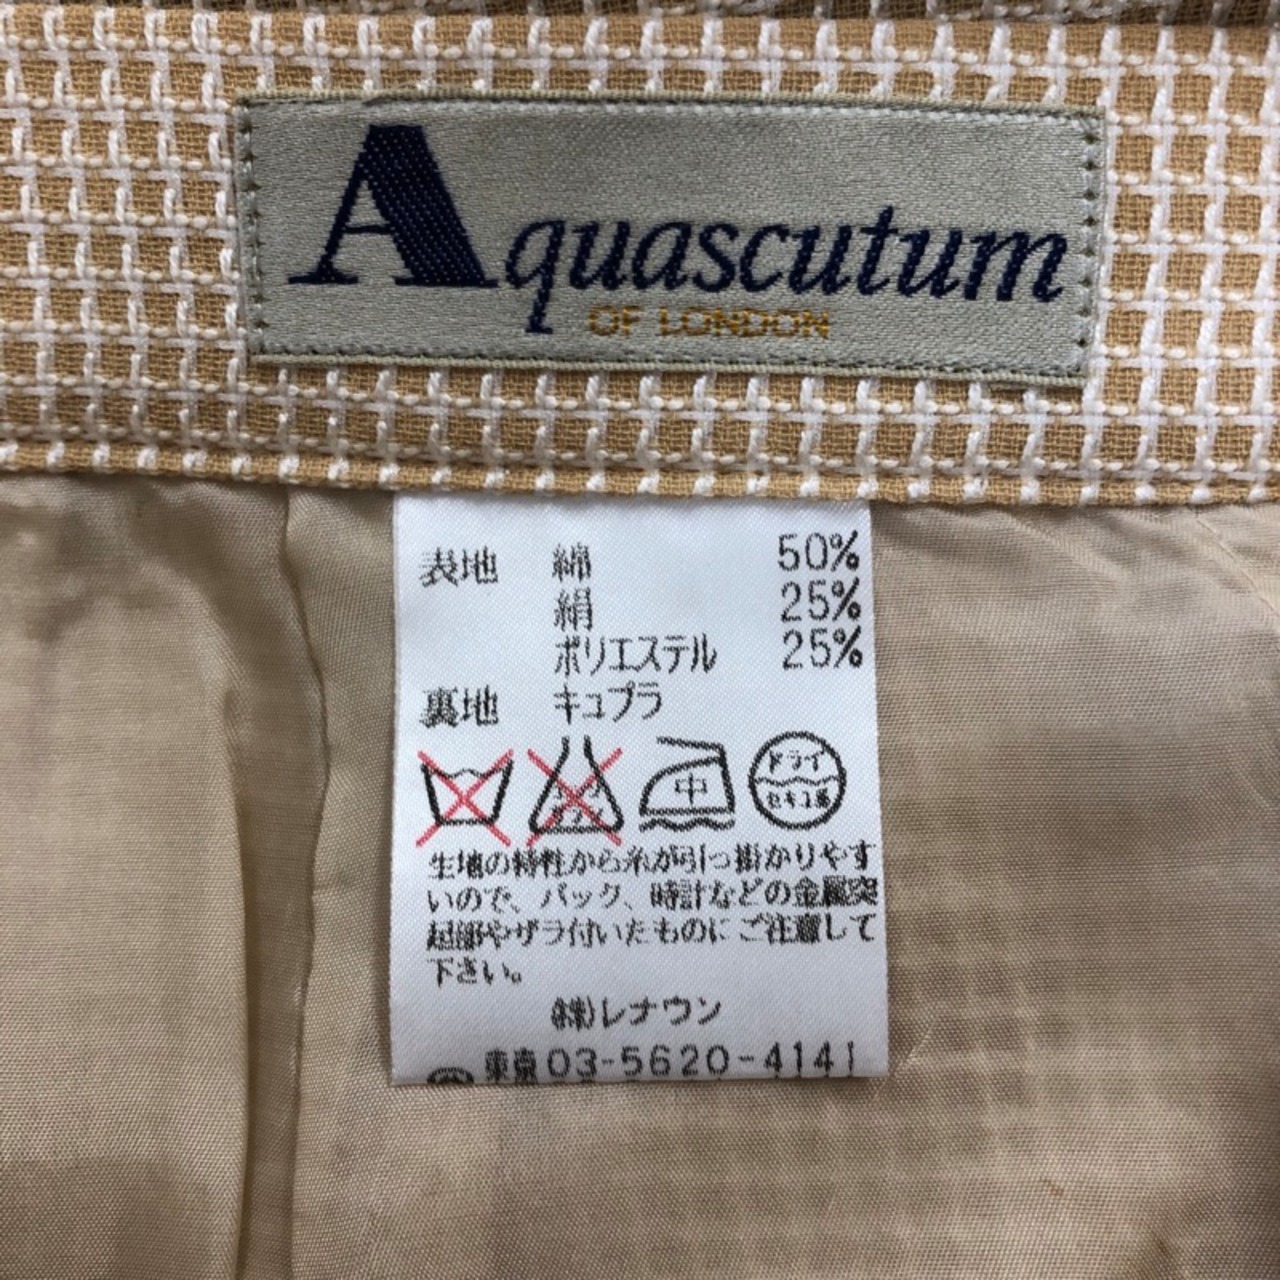 Aquascutum
OF LONDON
表地 綿 50%
絹 25%
ポリエステル 25%
裏地 キュプラ
中
ドライ
セキユ系
生地の特性から糸が引っ掛かりやす
いので、バック、時計などの金属突
起部やザラ付いたものにご注意して
下さい。
(株)レナウン
東京03-5620-4141